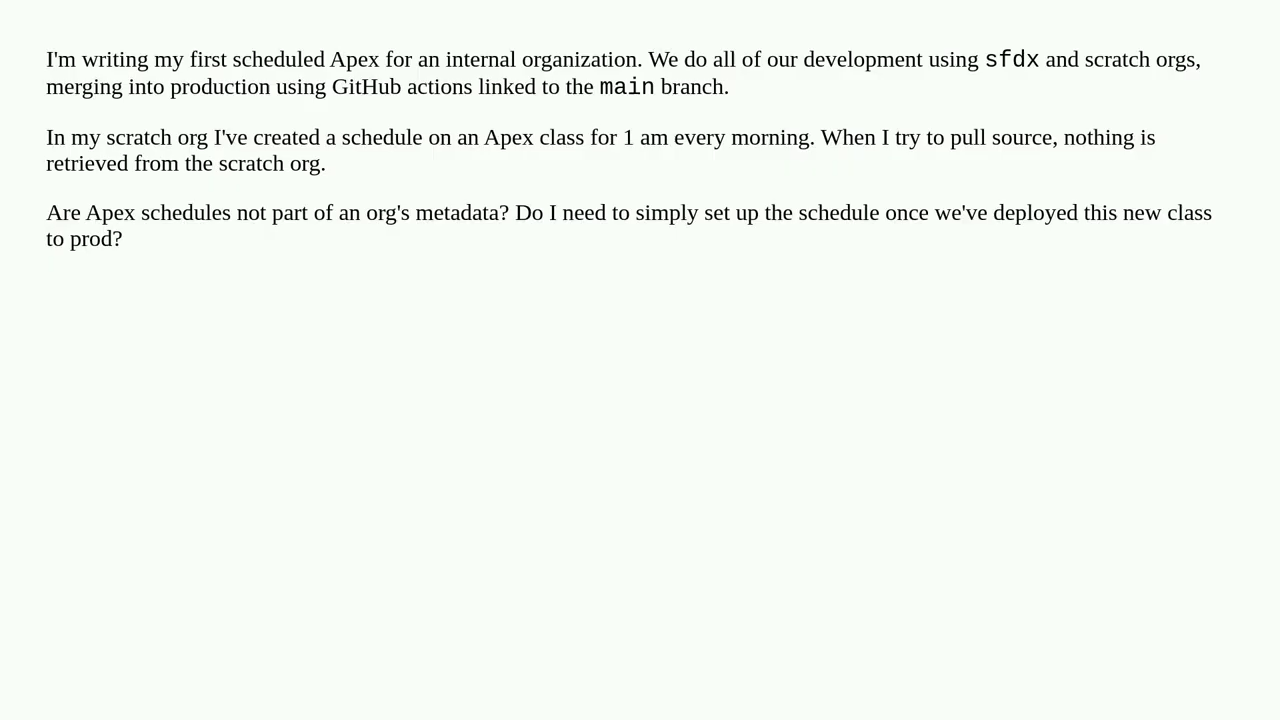 I'm writing my first scheduled Apex for an internal organization. We do all of our development using sfdx and scratch orgs,
merging into production using GitHub actions linked to the main branch.
In my scratch org I've created a schedule on an Apex class for 1 am every morning. When I try to pull source, nothing is
retrieved from the scratch org.
Are Apex schedules not part of an org's metadata? Do I need to simply set up the schedule once we've deployed this new class
to prod?